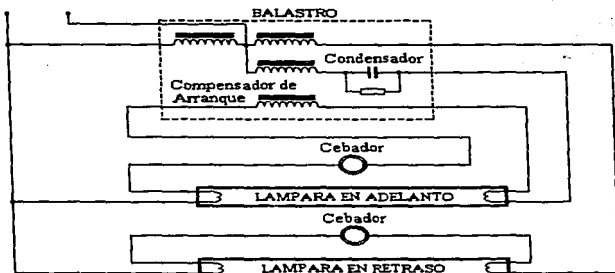 BALASTRO
Condensador
Compensador de
Arranque
Cebador
LAMPARA EN ADELANTO
Cebador
LAMPARA EN RETRASO